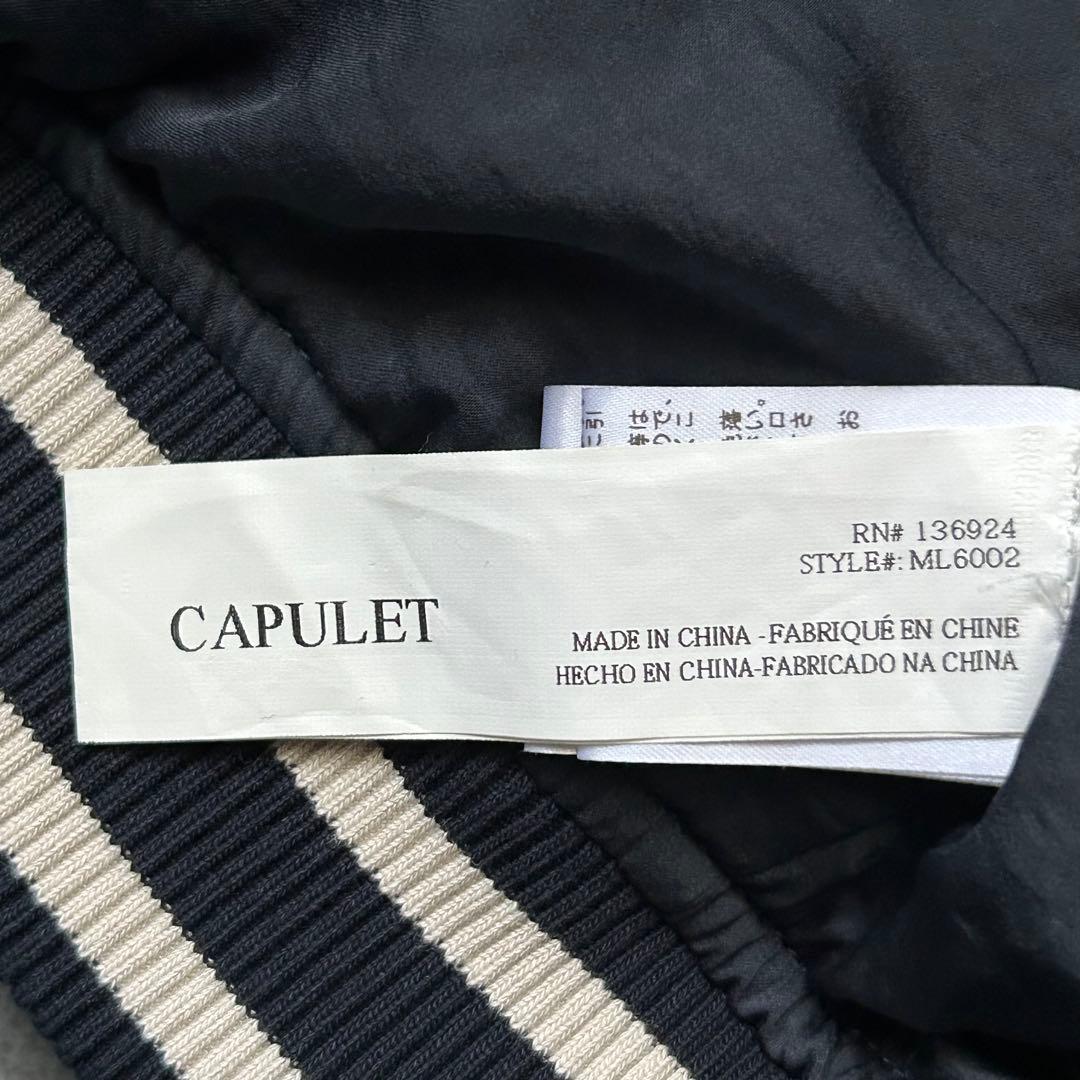 CAPULET
RN# 136924
STYLE#: ML6002
MADE IN CHINA - FABRIQUÉ EN CHINE
HECHO EN CHINA-FABRICADO NA CHINA